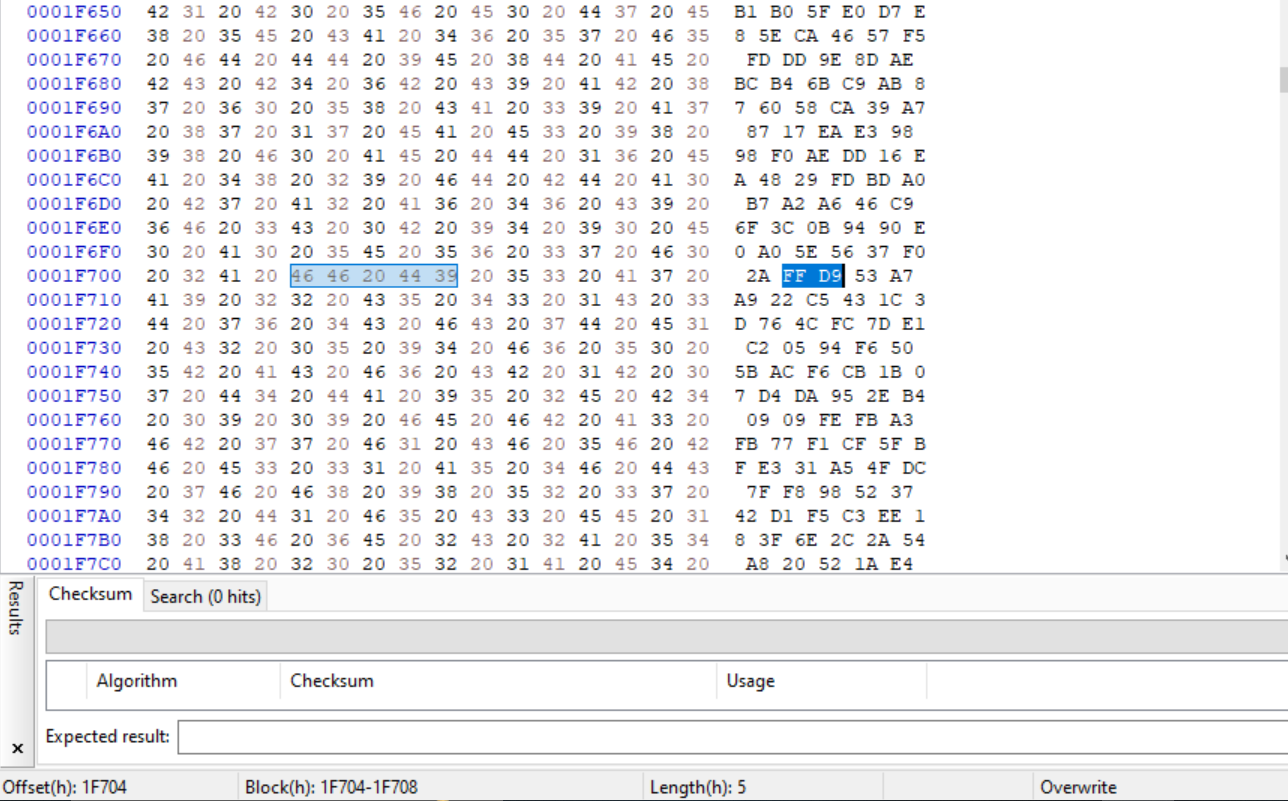 0001F650 42 31 20 42 30 20 35 46 20 45 30 20 44 37 20 45 B1 B0 5F E0 D7 E
0001F660 38 20 35 45 20 43 41 20 34 36 20 35 37 20 46 35 8 5E CA 46 57 F5
0001F670 20 46 44 20 44 44 20 39 45 20 38 44 20 41 45 20 FD DD 9E 8D AE
0001F680 42 43 20 42 34 20 36 42 20 43 39 20 41 42 20 38 BC B4 6B C9 AB 8
0001F690 37 20 36 30 20 35 38 20 43 41 20 33 39 20 41 37 7 60 58 CA 39 A7
0001F6A0 20 38 37 20 31 37 20 45 41 20 45 33 20 39 38 20 87 17 EA E3 98
0001F6B0 39 38 20 46 30 20 41 45 20 44 44 20 31 36 20 45 98 F0 AE DD 16 E
0001F6C0 41 20 34 38 20 32 39 20 46 44 20 42 44 20 41 30 A 48 29 FD BD A0
0001F6D0 20 42 37 20 41 32 20 41 36 20 34 36 20 43 39 20 B7 A2 A6 46 C9
0001F6E0 36 46 20 33 43 20 30 42 20 39 34 20 39 30 20 45 6F 3C 0B 94 90 E
0001F6F0 30 20 41 30 20 35 45 20 35 36 20 33 37 20 46 30 0 A0 5E 56 37 F0
0001F700 20 32 41 20 46 46 20 44 39 20 35 33 20 41 37 20 2A FF D9 53 A7
0001F710 41 39 20 32 32 20 43 35 20 34 33 20 31 43 20 33 A9 22 C5 43 1C 3
0001F720 44 20 37 36 20 34 43 20 46 43 20 37 44 20 45 31 D 76 4C FC 7D E1
0001F730 20 43 32 20 30 35 20 39 34 20 46 36 20 35 30 20 C2 05 94 F6 50
0001F740 35 42 20 41 43 20 46 36 20 43 42 20 31 42 20 30 5B AC F6 CB 1B 0
0001F750 37 20 44 34 20 44 41 20 39 35 20 32 45 20 42 34 7 D4 DA 95 2E B4
0001F760 20 30 39 20 30 39 20 46 45 20 46 42 20 41 33 20 09 09 FE FB A3
0001F770 46 42 20 37 37 20 46 31 20 43 46 20 35 46 20 42 FB 77 F1 CF 5F B
0001F780 46 20 45 33 20 33 31 20 41 35 20 34 46 20 44 43 F E3 31 A5 4F DC
0001F790 20 37 46 20 46 38 20 39 38 20 35 32 20 33 37 20 7F F8 98 52 37
0001F7A0 34 32 20 44 31 20 46 35 20 43 33 20 45 45 20 31 42 D1 F5 C3 EE 1
0001F7B0 38 20 33 46 20 36 45 20 32 43 20 32 41 20 35 34 8 3F 6E 2C 2A 54
0001F7C0 20 41 38 20 32 30 20 35 32 20 31 41 20 45 34 20 A8 20 52 1A E4
Results
Checksum Search (0 hits)
Algorithm Checksum Usage
Expected result:
Offset(h): 1F704 Block(h): 1F704-1F708 Length(h): 5 Overwrite